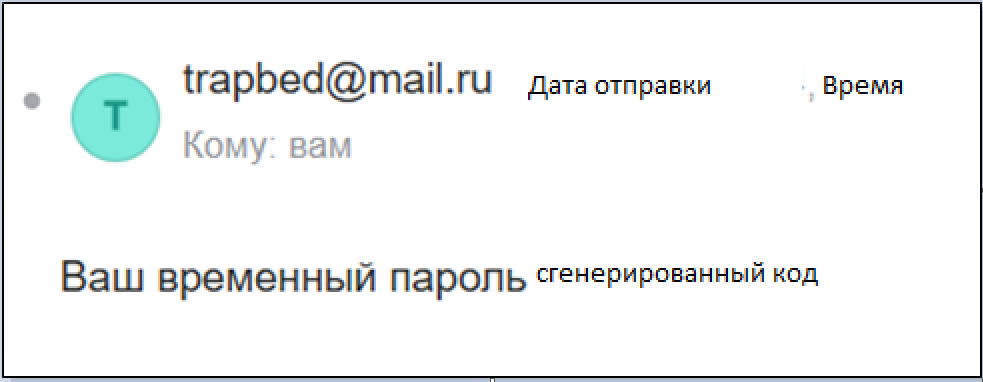 trapbed@mail.ru Дата отправки , Время
Т
Кому: вам
Ваш временный пароль сгенерированный код